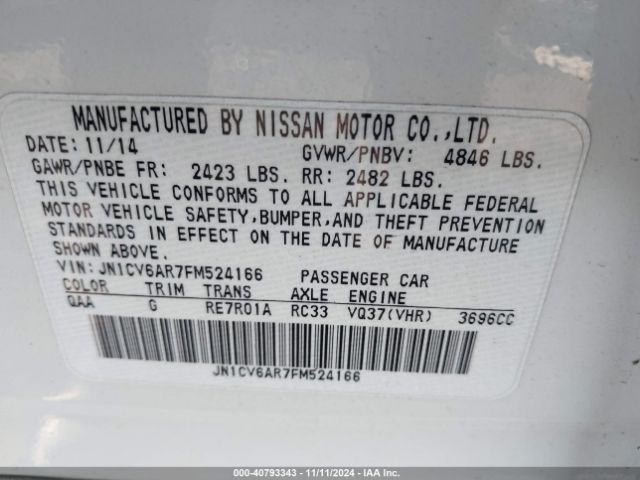 MANUFACTURED BY NISSAN MOTOR CO.,LTD.
DATE: 11/14 GVWR/PNBV: 4846 LBS.
GAWR/PNBE FR: 2423 LBS. RR: 2482 LBS.
THIS VEHICLE CONFORMS TO ALL APPLICABLE FEDERAL
MOTOR VEHICLE SAFETY,BUMPER,AND THEFT PREVENTION
STANDARDS IN EFFECT ON THE DATE OF MANUFACTURE
SHOWN ABOVE.
VIN:JN1CV6AR7FM524166 PASSENGER CAR
COLOR TRIM TRANS AXLE ENGINE
QAA G RE7R01A RC33 VQ37(VHR) 3696CC
JN1CV6AR7FM524166
OWNER: 40793343 - 11/11/2024 - IAA Inc.